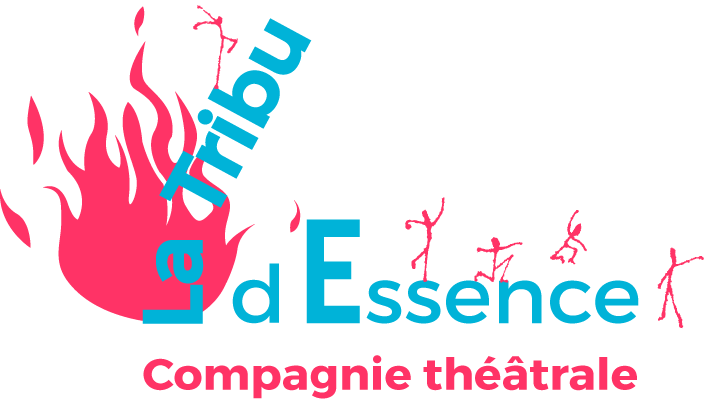 La
Tribu
d'Essence
Compagnie théâtrale